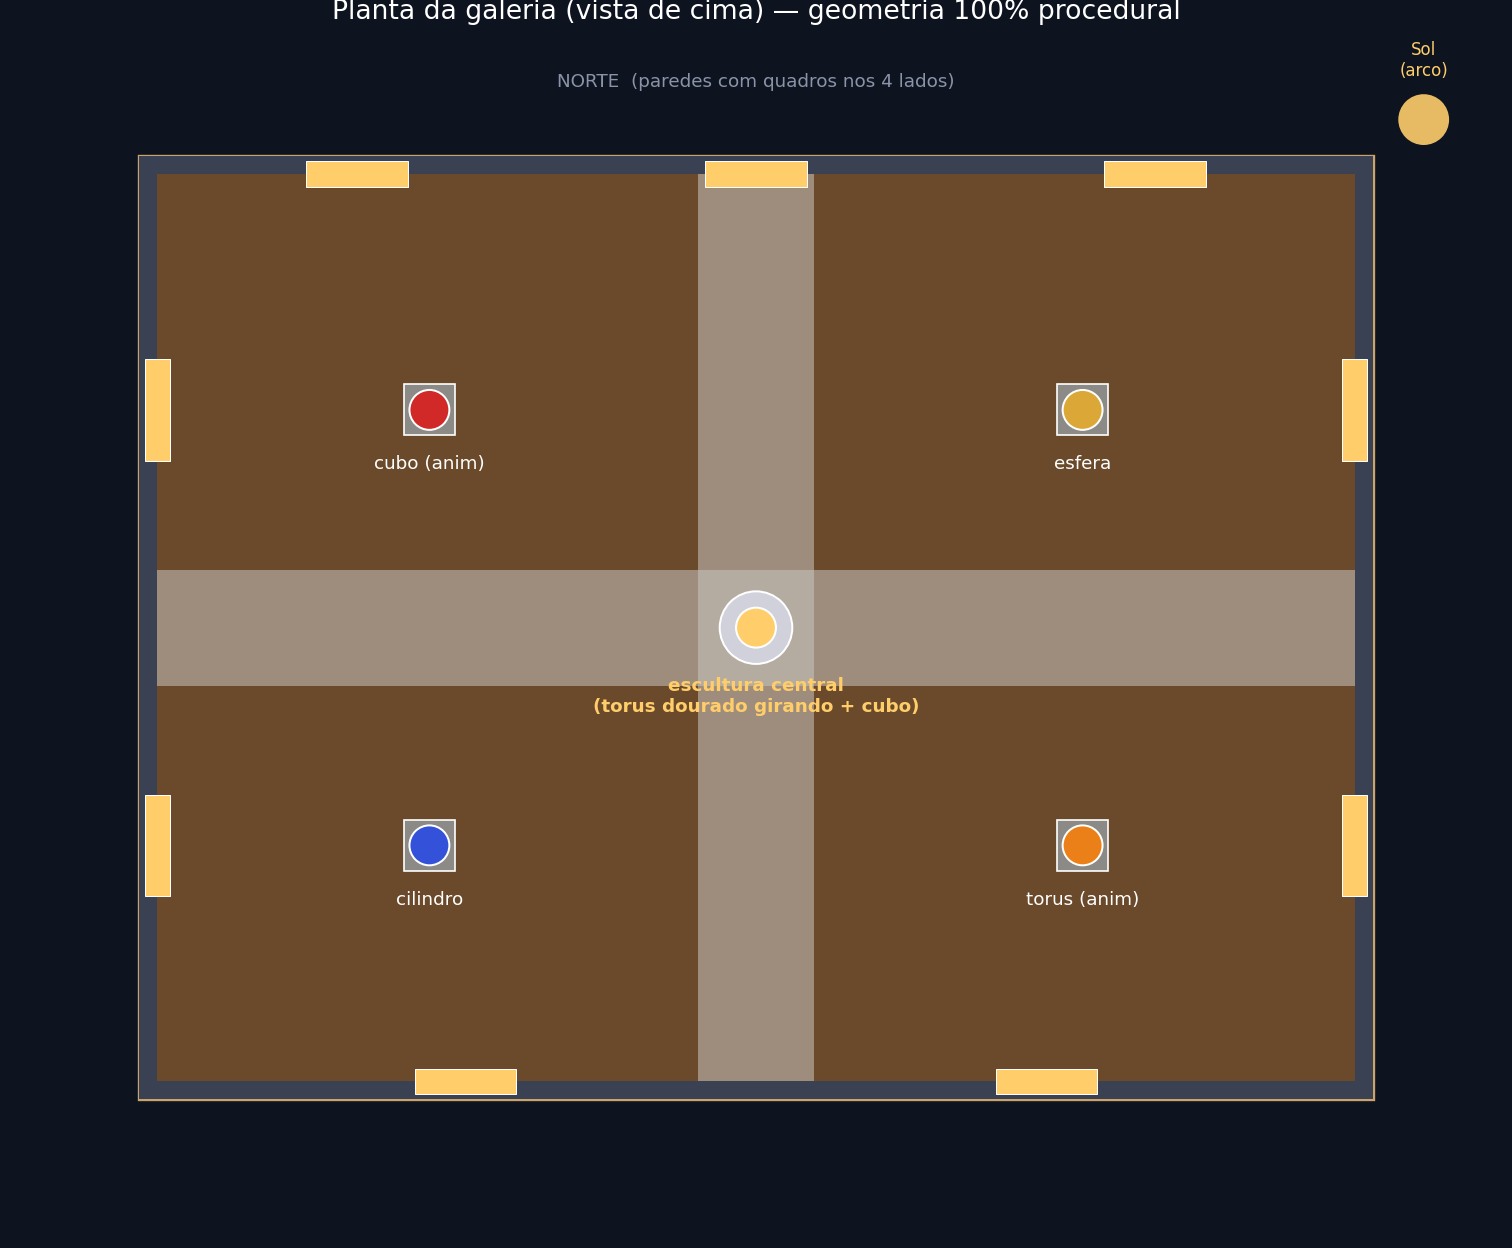 Planta da galeria (vista de cima) — geometria 100% procedural
Sol
(arco)
NORTE  (paredes com quadros nos 4 lados)
cubo (anim)
esfera
escultura central
(torus dourado girando + cubo)
cilindro
torus (anim)